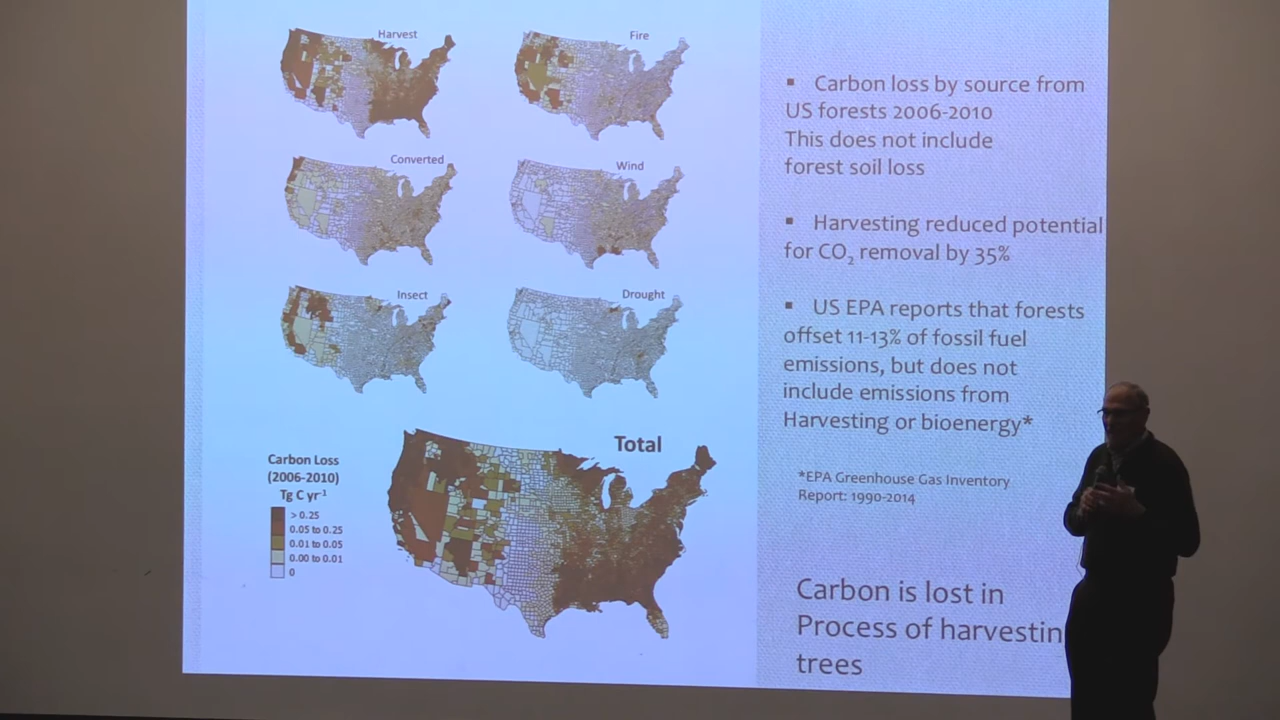 Harvest
Fire
Converted
Wind
Insect
Drought
Total
Carbon Loss
(2006-2010)
Tg C yr-1
> 0.25
0.05 to 0.25
0.01 to 0.05
0.00 to 0.01
0
▪ Carbon loss by source from
US forests 2006-2010
This does not include
forest soil loss
▪ Harvesting reduced potential
for CO₂ removal by 35%
▪ US EPA reports that forests
offset 11-13% of fossil fuel
emissions, but does not
include emissions from
Harvesting or bioenergy*
*EPA Greenhouse Gas Inventory
Report: 1990-2014
Carbon is lost in
Process of harvestin
trees